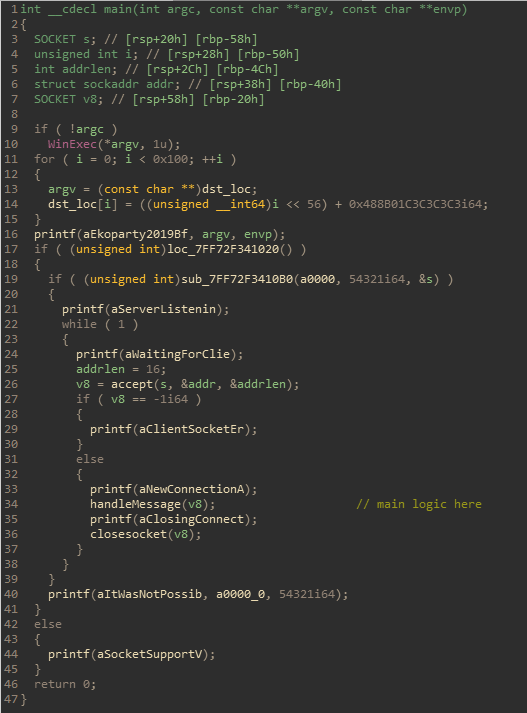 1 int __cdecl main(int argc, const char **argv, const char **envp)
2 {
3   SOCKET s; // [rsp+20h] [rbp-58h]
4   unsigned int i; // [rsp+28h] [rbp-50h]
5   int addrlen; // [rsp+2Ch] [rbp-4Ch]
6   struct sockaddr addr; // [rsp+38h] [rbp-40h]
7   SOCKET v8; // [rsp+58h] [rbp-20h]
8
9   if ( !argc )
10     WinExec(*argv, 1u);
11   for ( i = 0; i < 0x100; ++i )
12   {
13     argv = (const char **)dst_loc;
14     dst_loc[i] = ((unsigned __int64)i << 56) + 0x488B01C3C3C3C3i64;
15   }
16   printf(aEkoparty2019Bf, argv, envp);
17   if ( (unsigned int)loc_7FF72F341020() )
18   {
19     if ( (unsigned int)sub_7FF72F3410B0(a0000, 54321i64, &s) )
20     {
21       printf(aServerListenin);
22       while ( 1 )
23       {
24         printf(aWaitingForClie);
25         addrlen = 16;
26         v8 = accept(s, &addr, &addrlen);
27         if ( v8 == -1i64 )
28         {
29           printf(aClientSocketEr);
30         }
31         else
32         {
33           printf(aNewConnectionA);
34           handleMessage(v8);                    // main logic here
35           printf(aClosingConnect);
36           closesocket(v8);
37         }
38       }
39     }
40     printf(aItWasNotPossib, a0000_0, 54321i64);
41   }
42   else
43   {
44     printf(aSocketSupportV);
45   }
46   return 0;
47 }